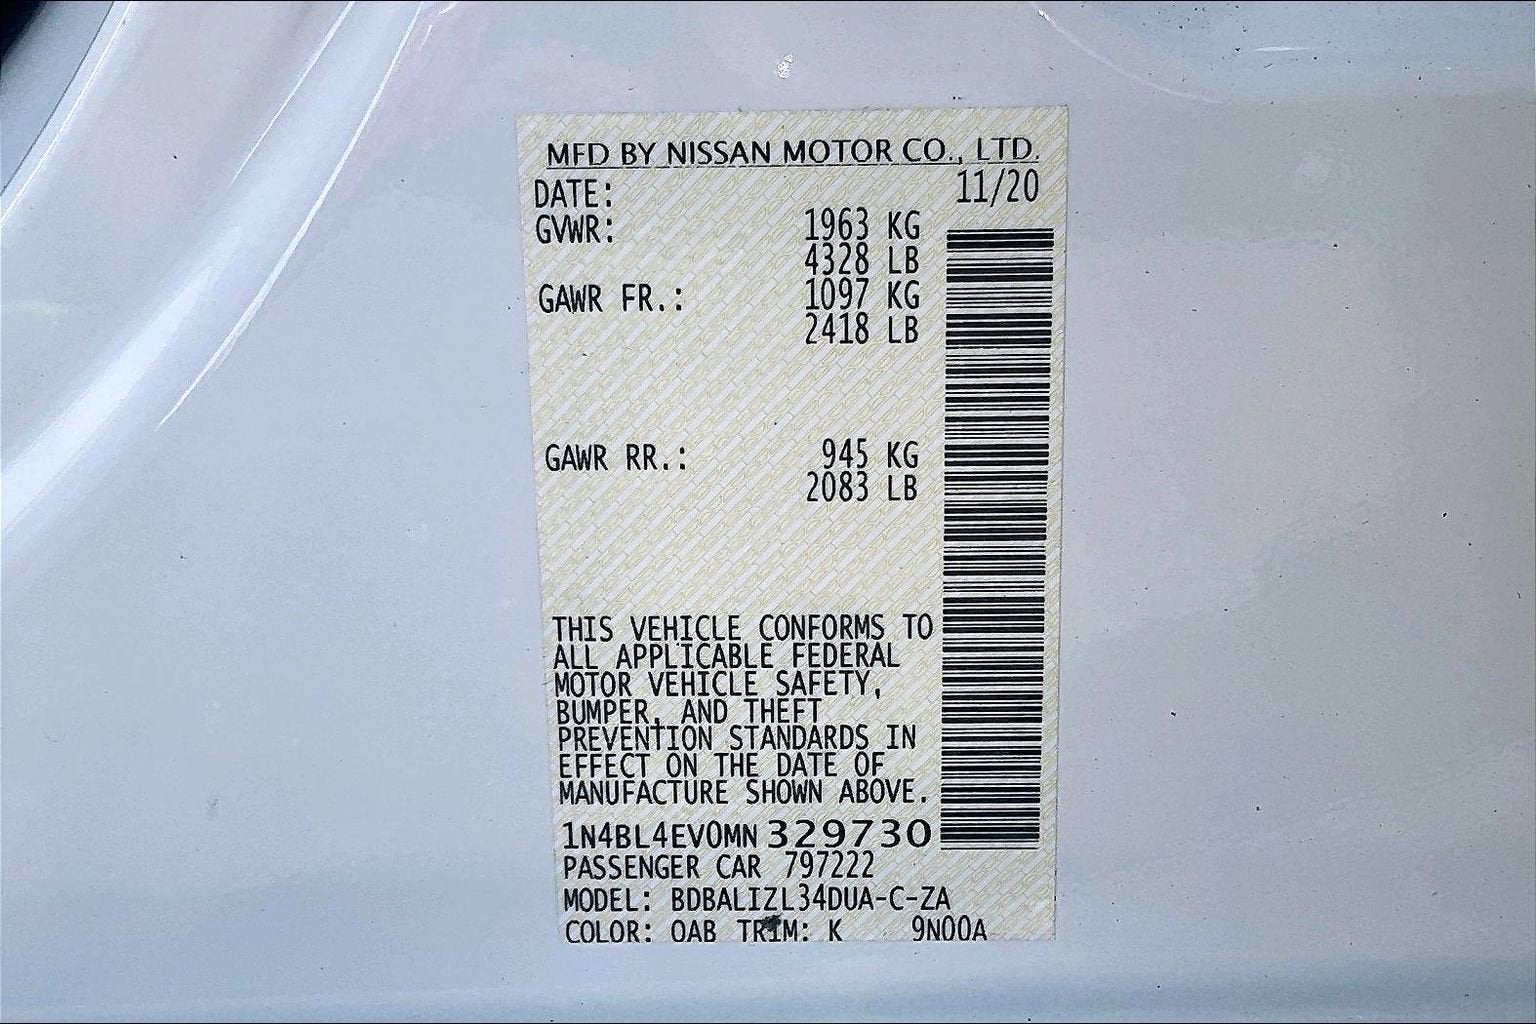 MFD BY NISSAN MOTOR CO., LTD.
DATE: 11/20
GVWR: 1963 KG
4328 LB
GAWR FR.: 1097 KG
2418 LB
GAWR RR.: 945 KG
2083 LB
THIS VEHICLE CONFORMS TO
ALL APPLICABLE FEDERAL
MOTOR VEHICLE SAFETY,
BUMPER, AND THEFT
PREVENTION STANDARDS IN
EFFECT ON THE DATE OF
MANUFACTURE SHOWN ABOVE.
1N4BL4EV0MN329730
PASSENGER CAR 797222
MODEL: BDBALIZL34DUA-C-ZA
COLOR: QAB TRIM: K 9N00A